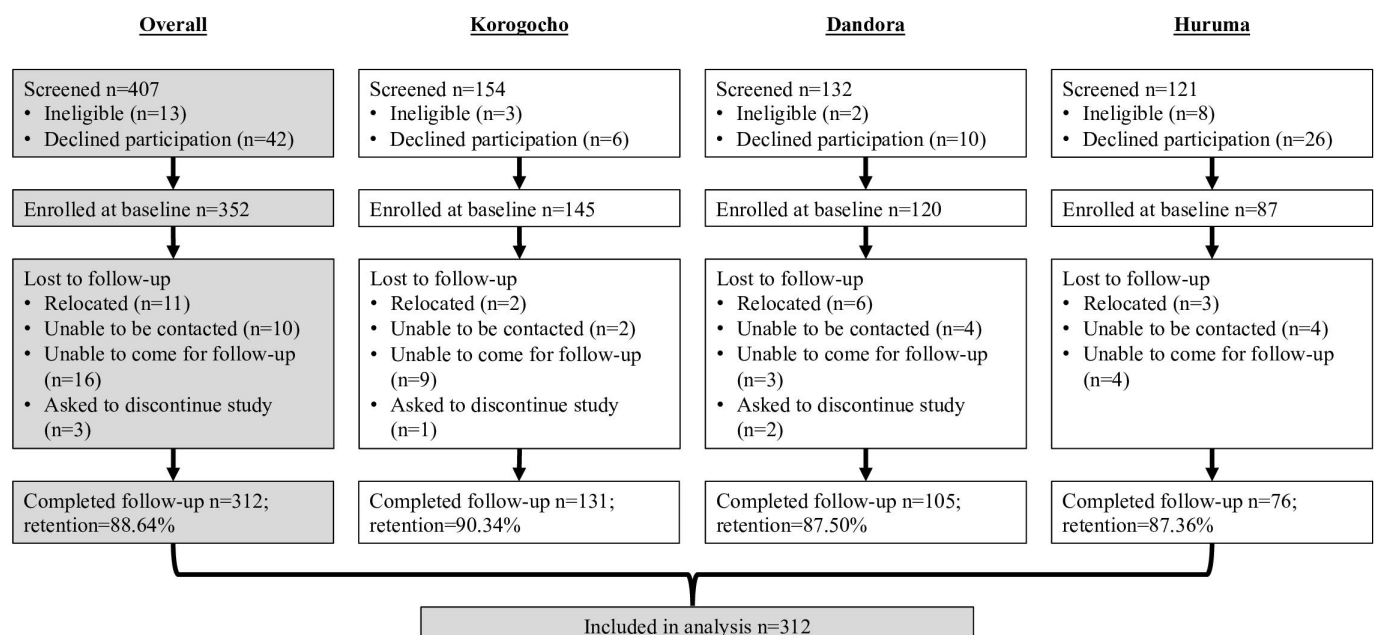 Overall
Korogocho
Dandora
Huruma
Screened n=407
• Ineligible (n=13)
• Declined participation (n=42)
Screened n=154
• Ineligible (n=3)
• Declined participation (n=6)
Screened n=132
• Ineligible (n=2)
• Declined participation (n=10)
Screened n=121
• Ineligible (n=8)
• Declined participation (n=26)
Enrolled at baseline n=352
Enrolled at baseline n=145
Enrolled at baseline n=120
Enrolled at baseline n=87
Lost to follow-up
• Relocated (n=11)
• Unable to be contacted (n=10)
• Unable to come for follow-up
(n=16)
• Asked to discontinue study
(n=3)
Lost to follow-up
• Relocated (n=2)
• Unable to be contacted (n=2)
• Unable to come for follow-up
(n=9)
• Asked to discontinue study
(n=1)
Lost to follow-up
• Relocated (n=6)
• Unable to be contacted (n=4)
• Unable to come for follow-up
(n=3)
• Asked to discontinue study
(n=2)
Lost to follow-up
• Relocated (n=3)
• Unable to be contacted (n=4)
• Unable to come for follow-up
(n=4)
Completed follow-up n=312;
retention=88.64%
Completed follow-up n=131;
retention=90.34%
Completed follow-up n=105;
retention=87.50%
Completed follow-up n=76;
retention=87.36%
Included in analysis n=312